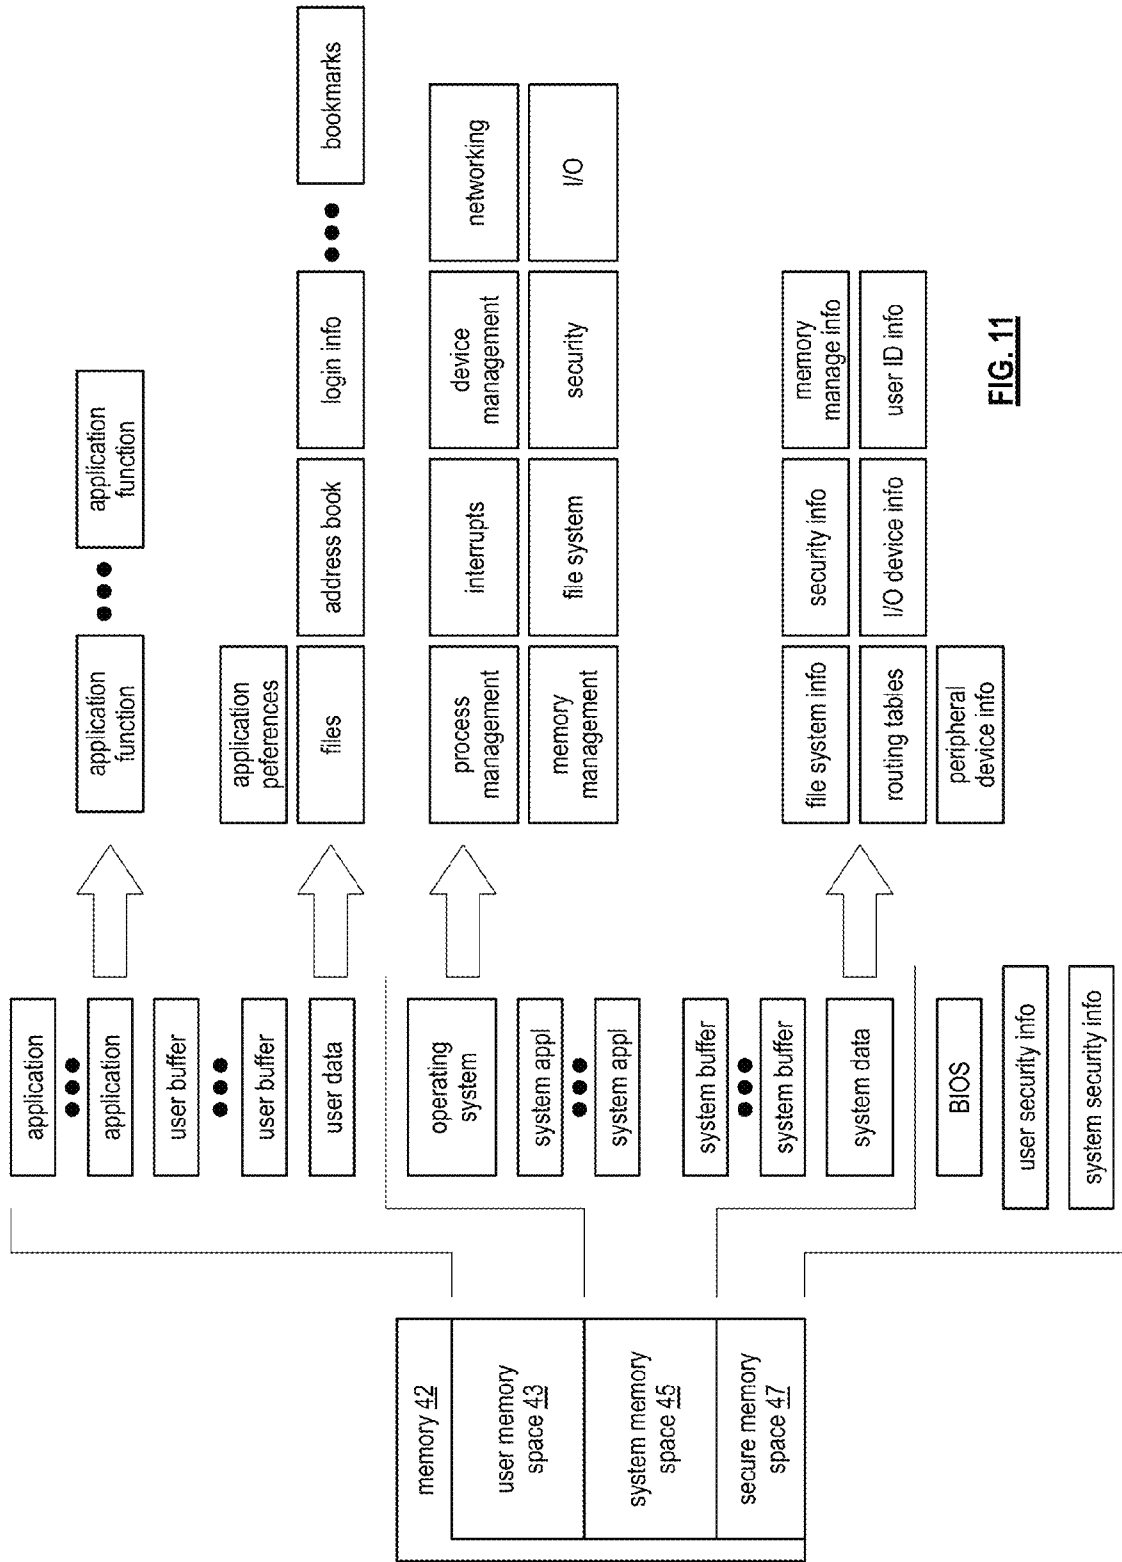 memory 42
user memory
space 43
system memory
space 45
secure memory
space 47
application
application
user buffer
user buffer
user data
operating
system
system appl
system appl
system buffer
system buffer
system data
BIOS
user security info
system security info
application
function
application
function
application
peferences
files
address book
login info
bookmarks
process
management
interrupts
device
management
networking
memory
management
file system
security
I/O
file system info
security info
memory
manage info
routing tables
I/O device info
user ID info
peripheral
device info
FIG. 11